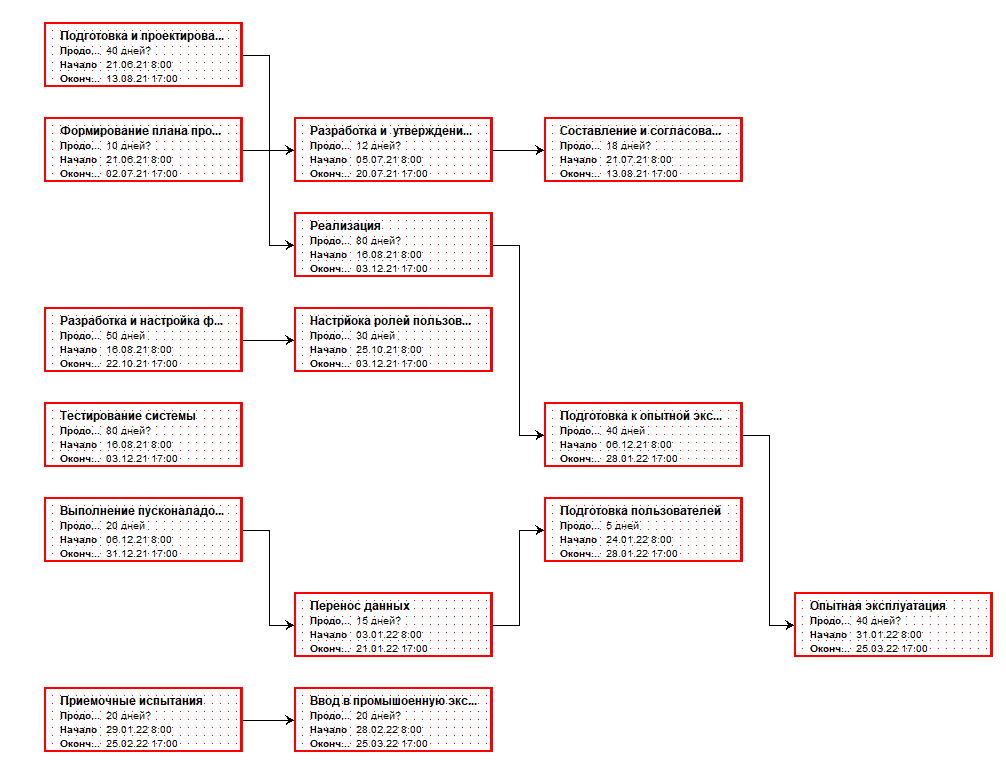 Подготовка и проектирова...
Продо,... 40 дней?
Начало 21.06.21 8:00
Оконч:... 13.08.21 17:00
Формирование плана про...
Продо,... 10 дней?
Начало 21.06.21 8:00
Оконч:... 02.07.21 17:00
Разработка и утверждени...
Продо,... 12 дней?
Начало 05.07.21 8:00
Оконч:... 20.07.21 17:00
Составление и согласова...
Продо,... 18 дней?
Начало 21.07.21 8:00
Оконч:... 13.08.21 17:00
Реализация
Продо,... 80 дней?
Начало 16.08.21 8:00
Оконч:... 03.12.21 17:00
Разработка и настройка ф...
Продо,... 50 дней
Начало 16.08.21 8:00
Оконч:... 22.10.21 17:00
Настрйока ролей пользов...
Продо,... 30 дней
Начало 25.10.21 8:00
Оконч:... 03.12.21 17:00
Тестирование системы
Продо,... 80 дней?
Начало 16.08.21 8:00
Оконч:... 03.12.21 17:00
Подготовка к опытной экс...
Продо,... 40 дней
Начало 06.12.21 8:00
Оконч:... 28.01.22 17:00
Выполнение пусконаладо...
Продо,... 20 дней
Начало 06.12.21 8:00
Оконч:... 31.12.21 17:00
Подготовка пользователей
Продо,... 5 дней
Начало 24.01.22 8:00
Оконч:... 28.01.22 17:00
Перенос данных
Продо,... 15 дней?
Начало 03.01.22 8:00
Оконч:... 21.01.22 17:00
Опытная эксплуатация
Продо,... 40 дней?
Начало 31.01.22 8:00
Оконч:... 25.03.22 17:00
Приемочные испытания
Продо,... 20 дней?
Начало 29.01.22 8:00
Оконч:... 25.02.22 17:00
Ввод в промышоенную экс...
Продо,... 20 дней?
Начало 28.02.22 8:00
Оконч:... 25.03.22 17:00